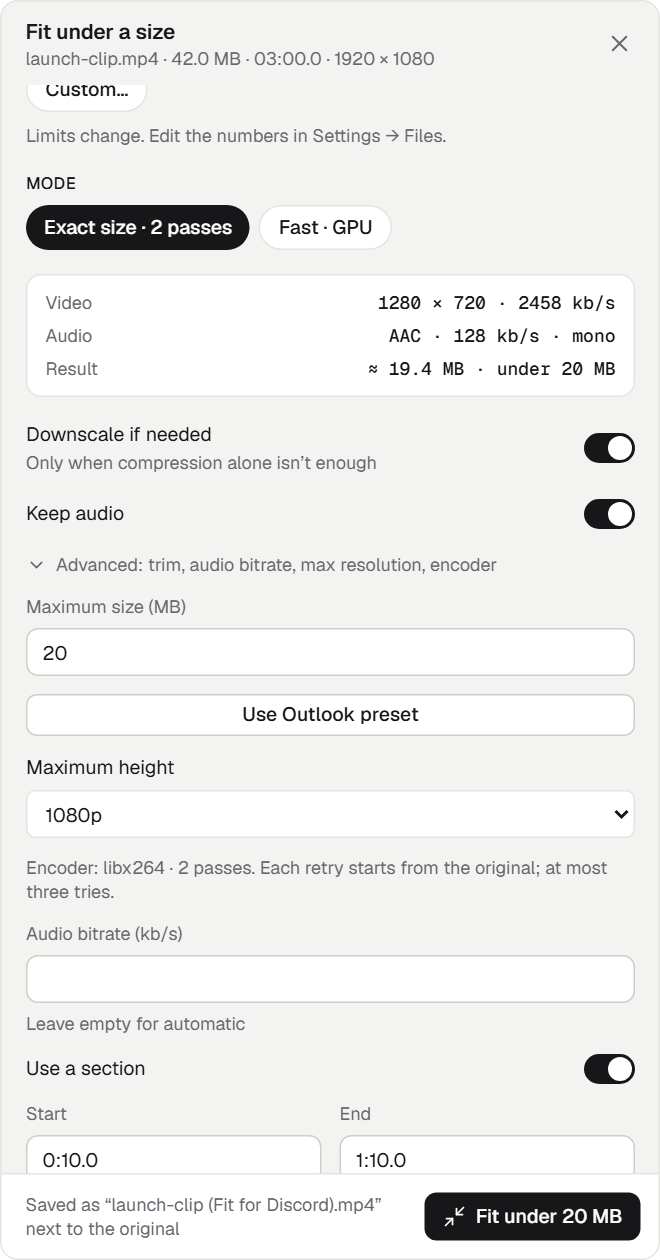 Fit under a size
launch-clip.mp4 · 42.0 MB · 03:00.0 · 1920 × 1080
Custom…
Limits change. Edit the numbers in Settings → Files.
MODE
Exact size · 2 passes
Fast · GPU
Video 1280 × 720 · 2458 kb/s
Audio AAC · 128 kb/s · mono
Result ≈ 19.4 MB · under 20 MB
Downscale if needed
Only when compression alone isn’t enough
Keep audio
Advanced: trim, audio bitrate, max resolution, encoder
Maximum size (MB)
20
Use Outlook preset
Maximum height
1080p
Encoder: libx264 · 2 passes. Each retry starts from the original; at most
three tries.
Audio bitrate (kb/s)
Leave empty for automatic
Use a section
Start End
0:10.0 1:10.0
Saved as “launch-clip (Fit for Discord).mp4”
next to the original
Fit under 20 MB